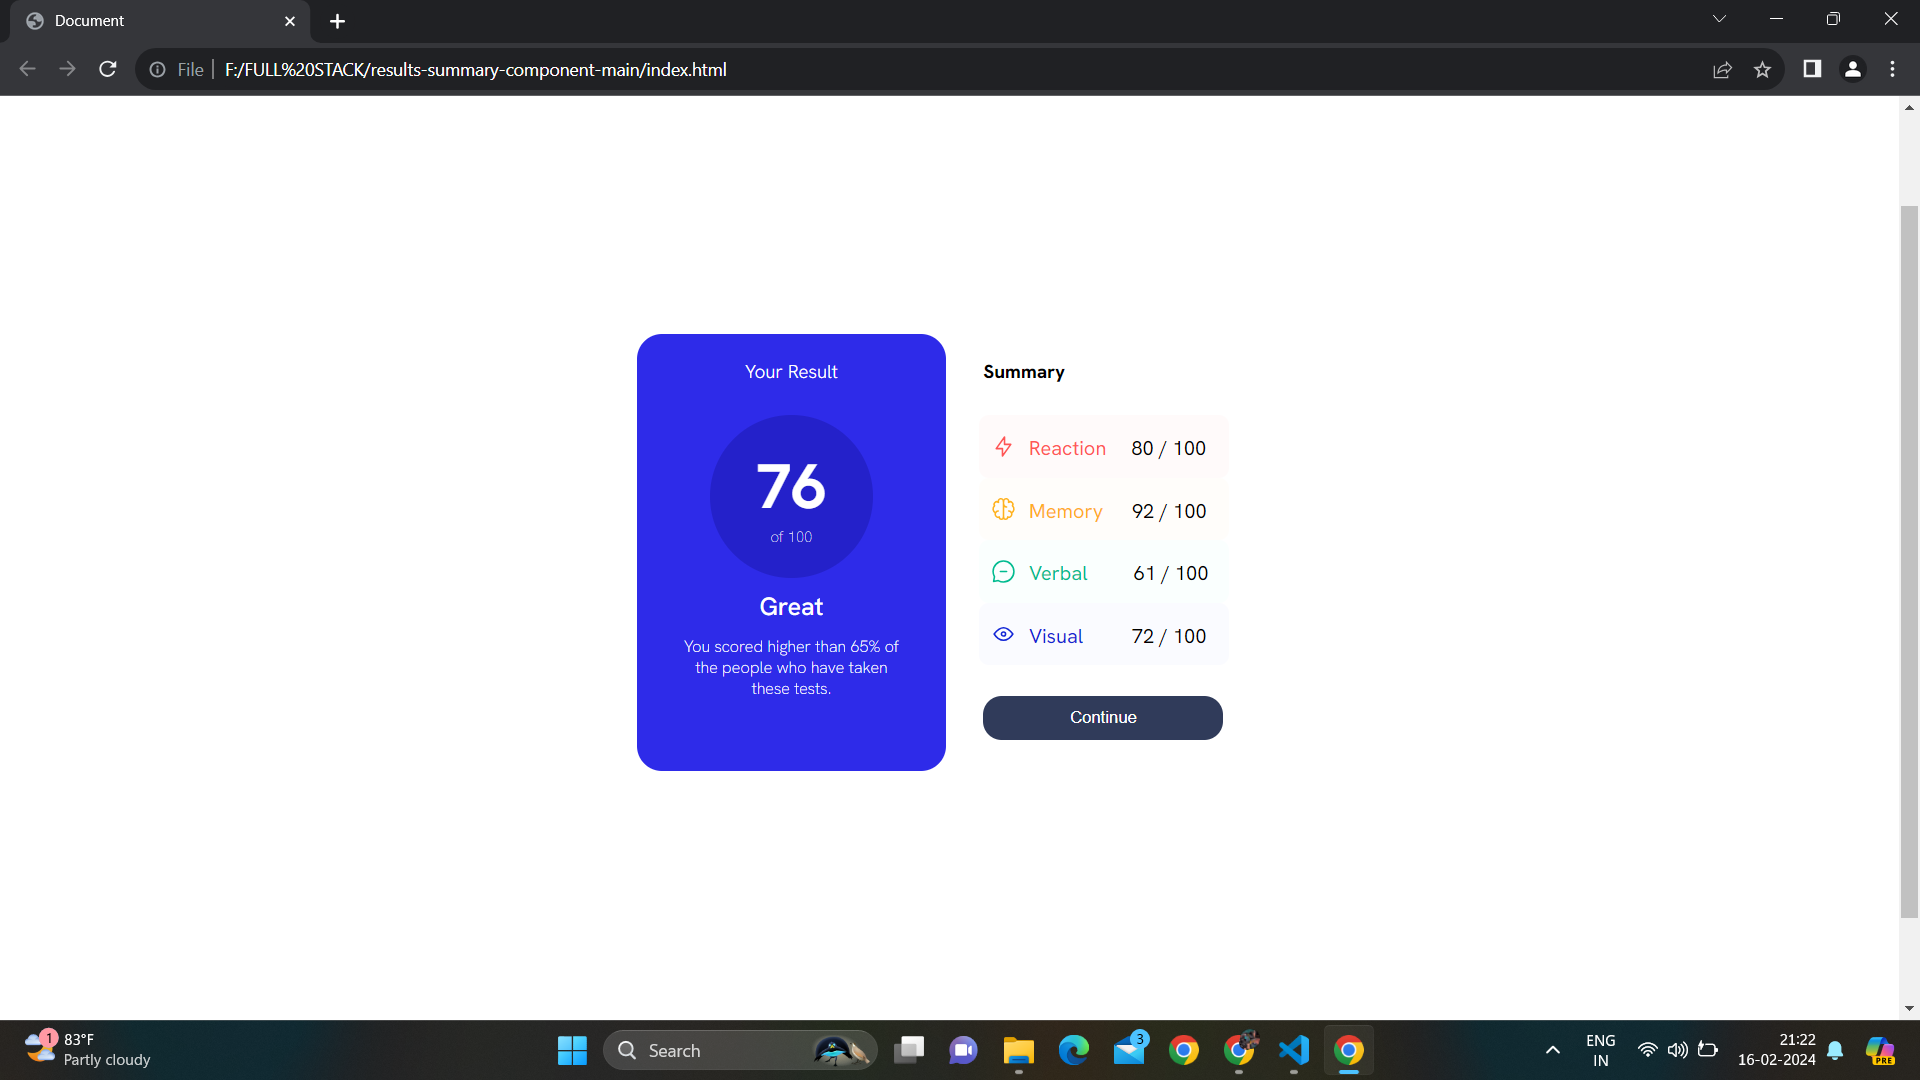 Document
File
F:/FULL%20STACK/results-summary-component-main/index.html
Your Result
76
of 100
Great
You scored higher than 65% of
the people who have taken
these tests.
Summary
Reaction 80 / 100
Memory 92 / 100
Verbal 61 / 100
Visual 72 / 100
Continue
1
83°F
Partly cloudy
Search
3
ENG
IN
21:22
16-02-2024
PRE